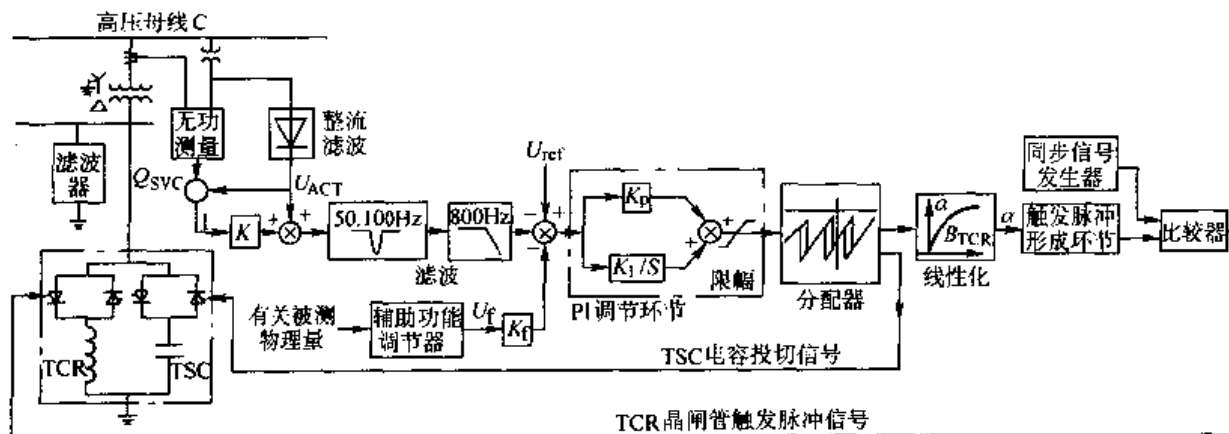 高压母线 C
无功
测量
整流
滤波
滤波
器
Q_SVC
U_ACT
I
K
+
+
50,100Hz
800Hz
滤波
U_ref
-
+
-
K_p
K_i/S
+
+
限幅
PI调节环节
分配器
α
B_TCR
线性化
α
同步信号
发生器
触发脉冲
形成环节
比较器
有关被测
物理量
辅助功能
调节器
U_f
K_f
TCR
TSC
TSC电容投切信号
TCR晶闸管触发脉冲信号